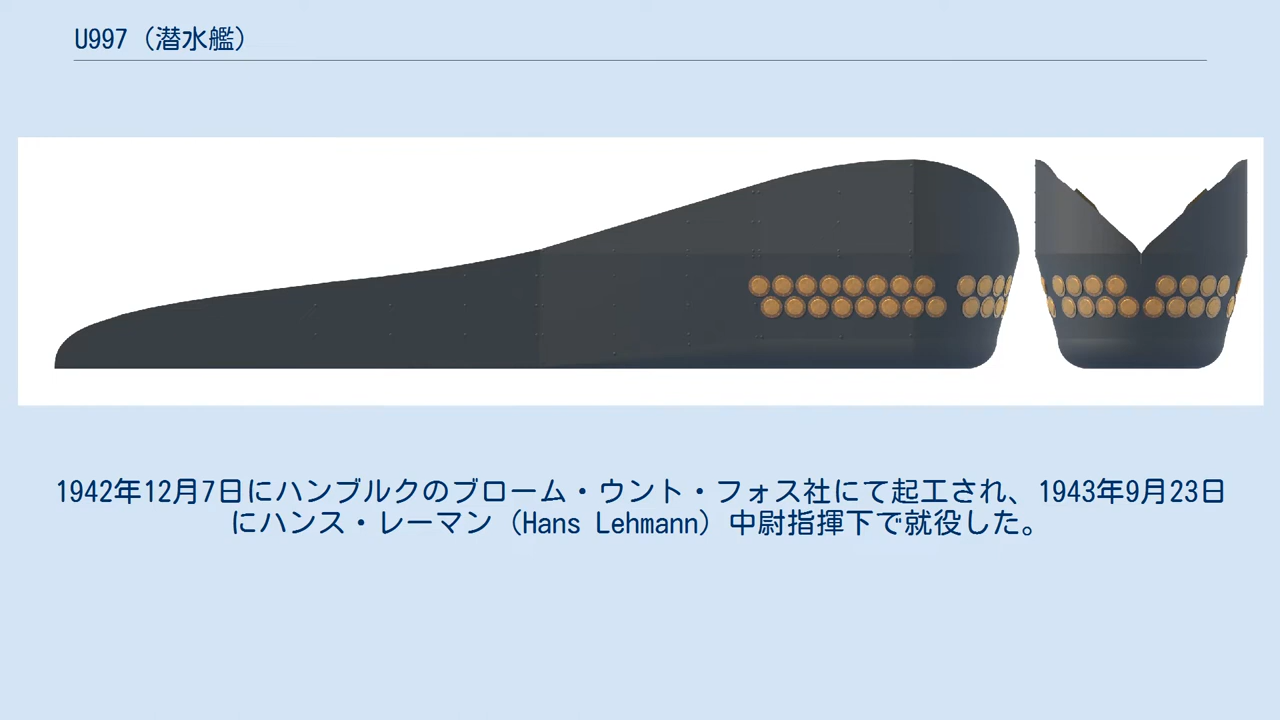 U997（潜水艦）
1942年12月7日にハンブルクのブローム・ウント・フォス社にて起工され、1943年9月23日
にハンス・レーマン（Hans Lehmann）中尉指揮下で就役した。